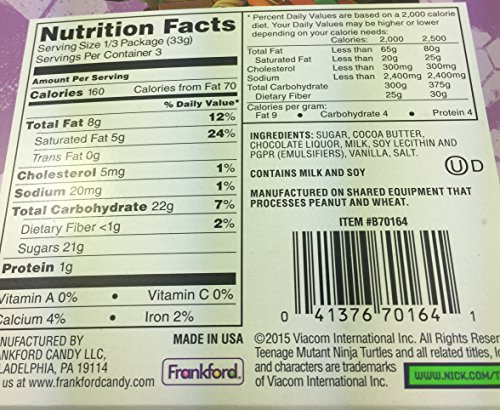 Nutrition Facts
Serving Size 1/3 Package (33g)
Servings Per Container 3
Amount Per Serving
Calories 160 Calories from Fat 70
% Daily Value*
Total Fat 8g 12%
Saturated Fat 5g 24%
Trans Fat 0g
Cholesterol 5mg 1%
Sodium 20mg 1%
Total Carbohydrate 22g 7%
Dietary Fiber <1g 2%
Sugars 21g
Protein 1g
Vitamin A 0% • Vitamin C 0%
Calcium 4% • Iron 2%
* Percent Daily Values are based on a 2,000 calorie
diet. Your Daily Values may be higher or lower
depending on your calorie needs.
Calories: 2,000 2,500
Total Fat Less than 65g 80g
Saturated Fat Less than 20g 25g
Cholesterol Less than 300mg 300mg
Sodium Less than 2,400mg 2,400mg
Total Carbohydrate 300g 375g
Dietary Fiber 25g 30g
Calories per gram:
Fat 9 • Carbohydrate 4 • Protein 4
INGREDIENTS: SUGAR, COCOA BUTTER,
CHOCOLATE LIQUOR, MILK, SOY LECITHIN AND
PGPR (EMULSIFIERS), VANILLA, SALT.
CONTAINS MILK AND SOY
U D
MANUFACTURED ON SHARED EQUIPMENT THAT
PROCESSES PEANUT AND WHEAT.
ITEM #B70164
0 41376 70164 1
NUFACTURED BY MADE IN USA
NKFORD CANDY LLC,
LADELPHIA, PA 19114
us at www.frankfordcandy.com
Frankford
©2015 Viacom International Inc. All Rights Reser
Teenage Mutant Ninja Turtles and all related titles, l
and characters are trademarks
of Viacom International Inc.
WWW.NICK.COM/T